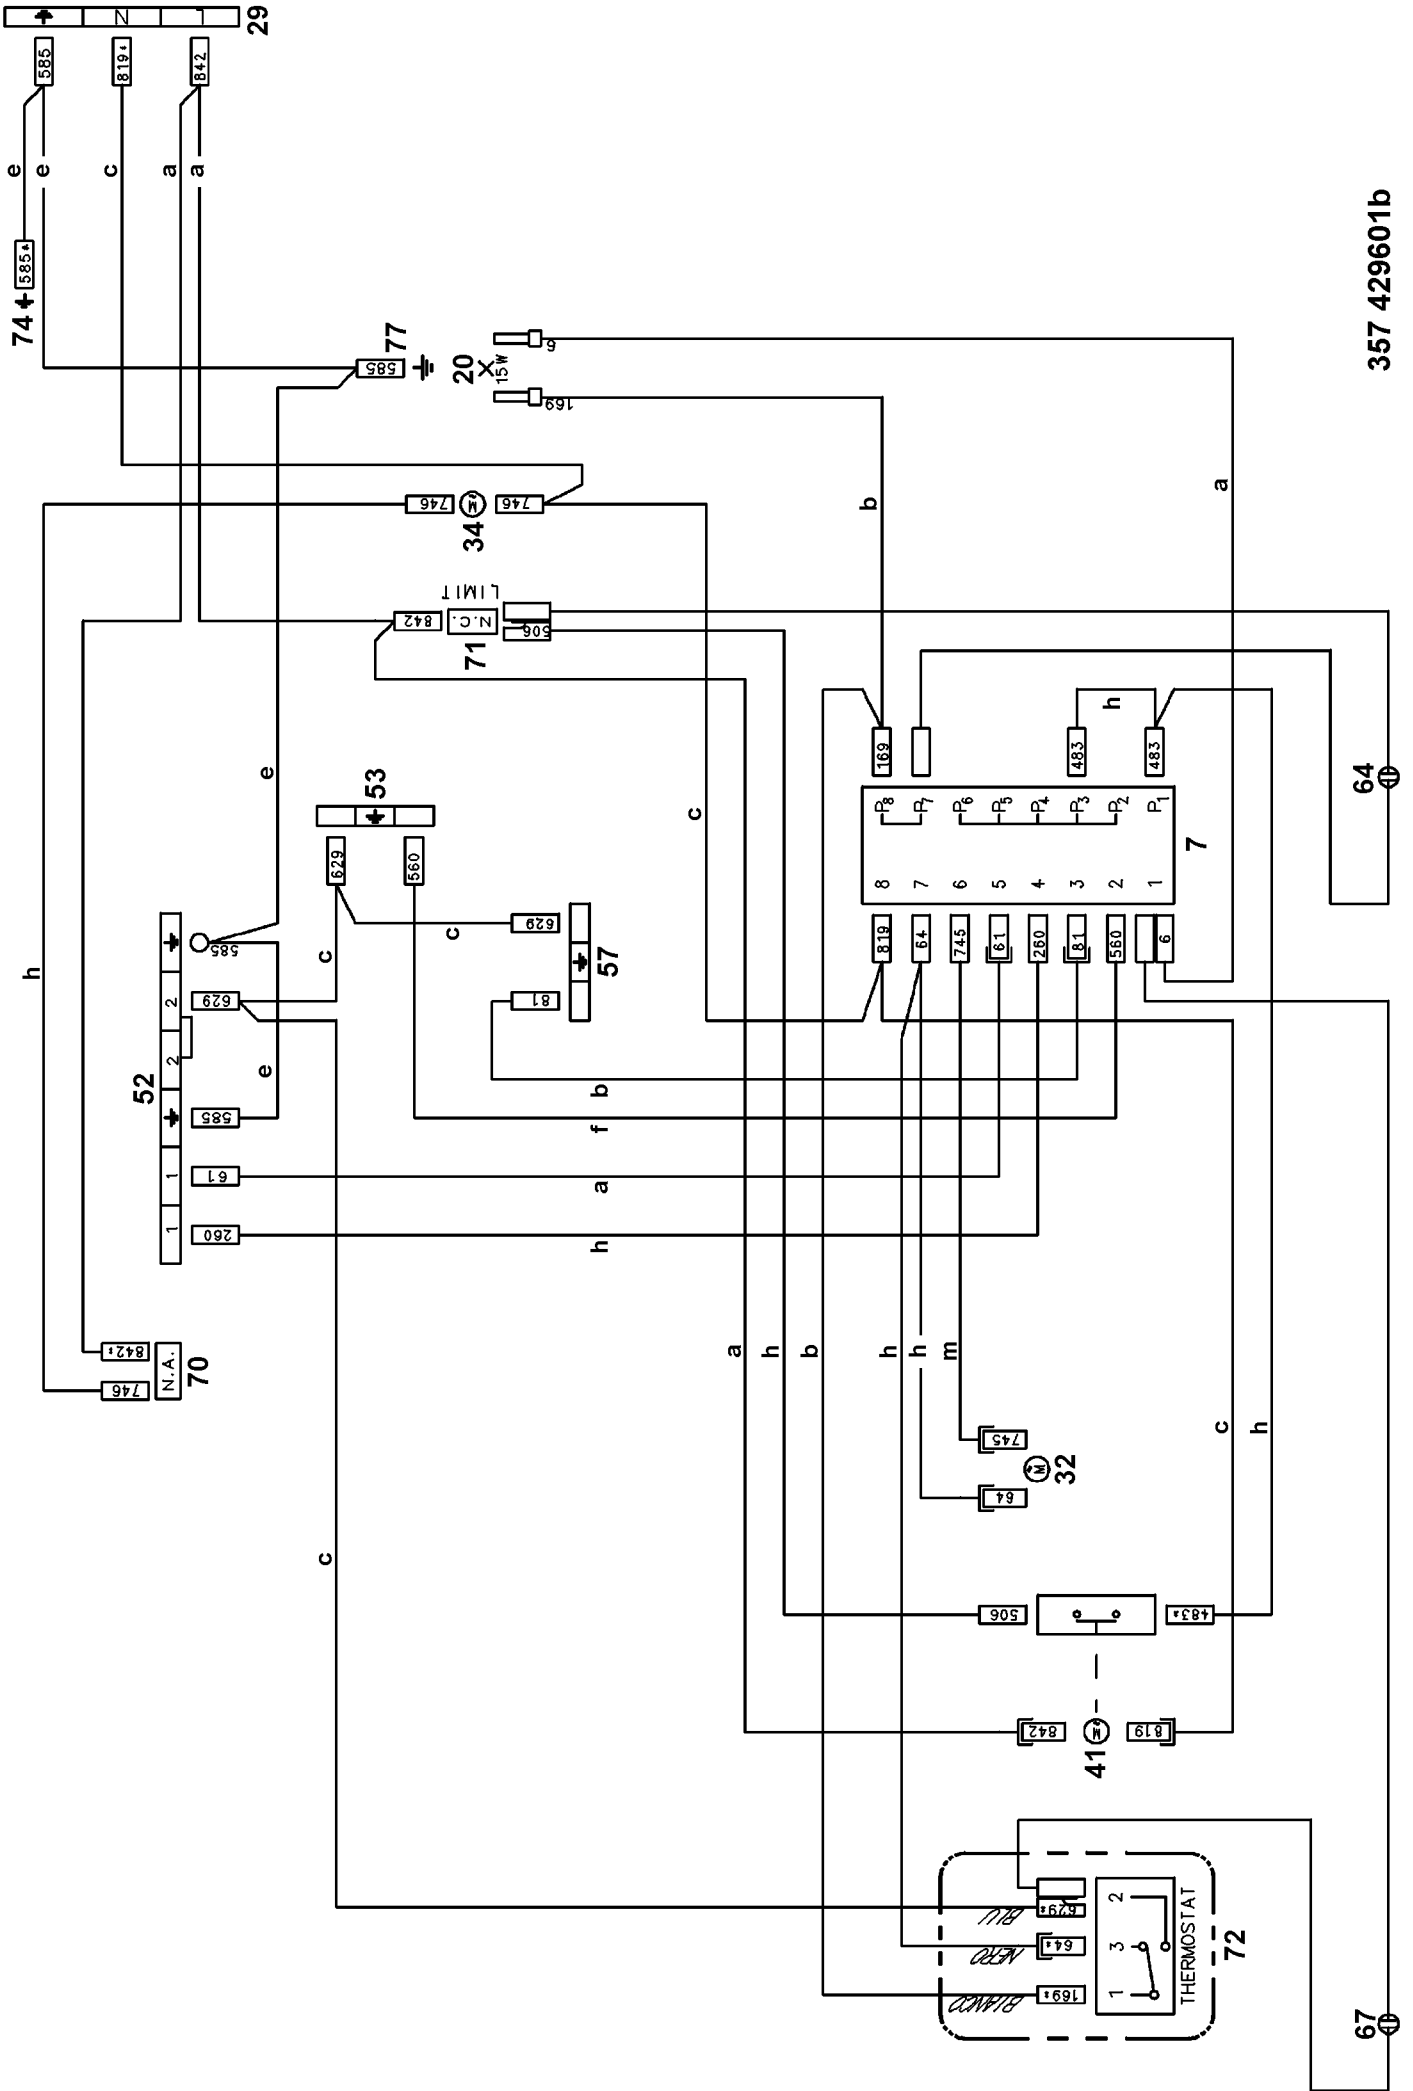 N
L
29
585
819*
842
e
e
c
a
a
585*
74
77
585
20
15W
6
169
746
34
746
h
b
a
842
N.C.
LIMIT
71
506
e
53
629
560
c
h
169
483
483
64
P8
P7
P6
P5
P4
P3
P2
P1
7
8
7
6
5
4
3
2
1
585
629
2
2
52
1
1
c
c
629
57
81
e
585
61
260
819
64
745
61
260
81
560
6
b
f
a
h
842*
746
N.A.
70
a
h
b
h
h
m
c
h
745
64
32
c
506
483*
842
41
819
BLU
NERO
BIANCO
629*
64*
169*
2
3
1
THERMOSTAT
72
67
357 429601b